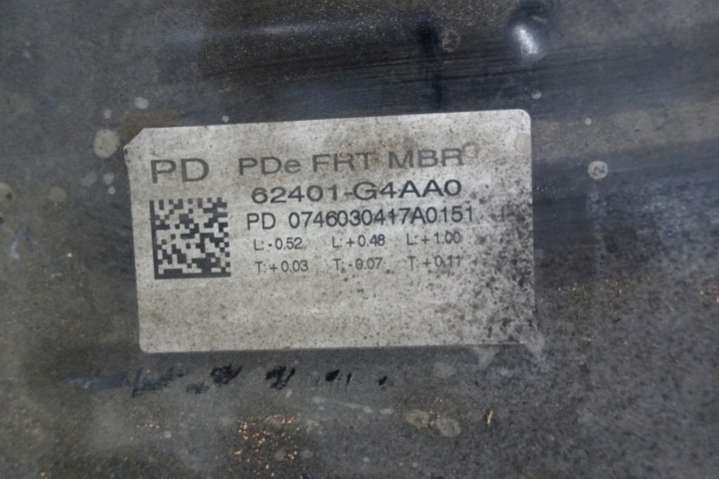 PD PDe FRT MBR
62401-G4AA0
PD 0746030417A0151
L:-0.52 L:+0.48 L:+1.00
T:+0.03 T:-0.07 T:+0.11